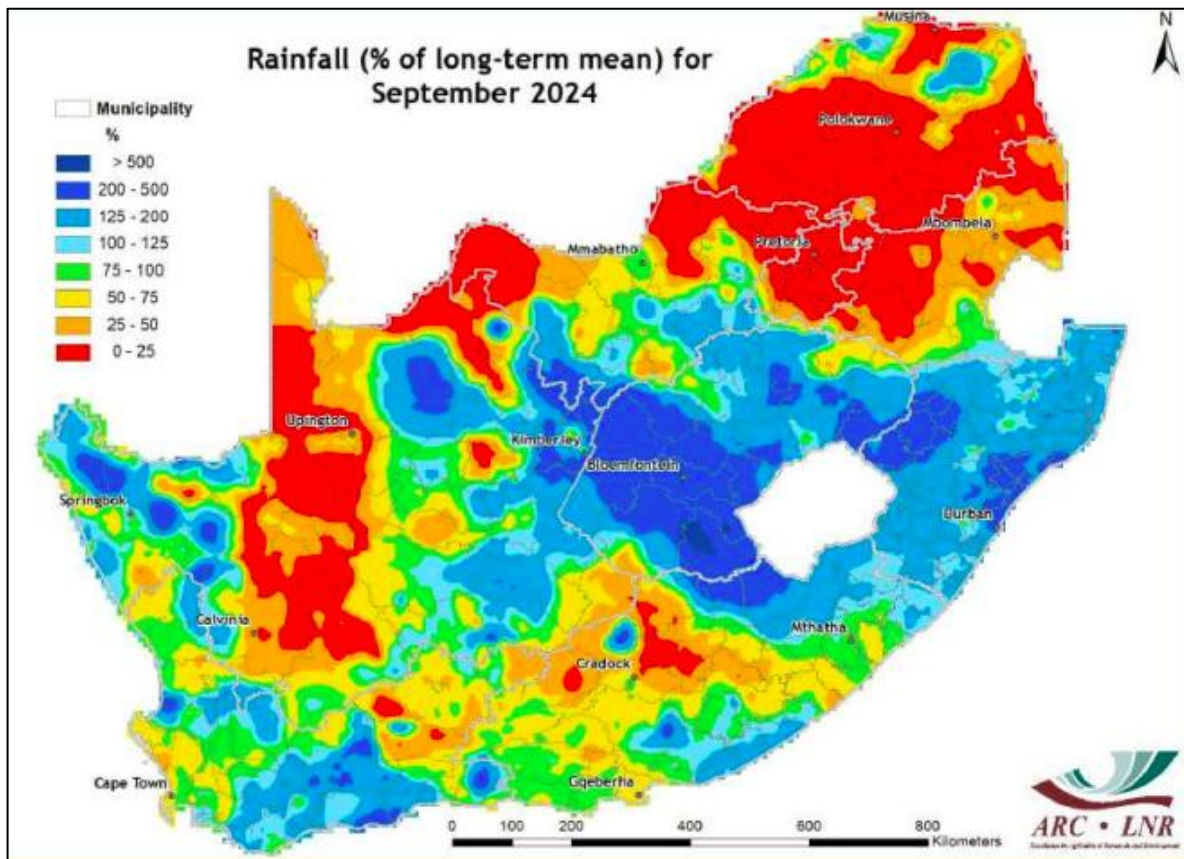 Rainfall (% of long-term mean) for
September 2024
N
Municipality
%
> 500
200 - 500
125 - 200
100 - 125
75 - 100
50 - 75
25 - 50
0 - 25
Musina
Polokwane
Mbombela
Pretoria
Mmabatho
Upington
Kimberley
Bloemfontein
Springbok
Durban
Calvinia
Mthatha
Cradock
Cape Town
Gqeberha
0 100 200 400 600 800
Kilometers
ARC • LNR